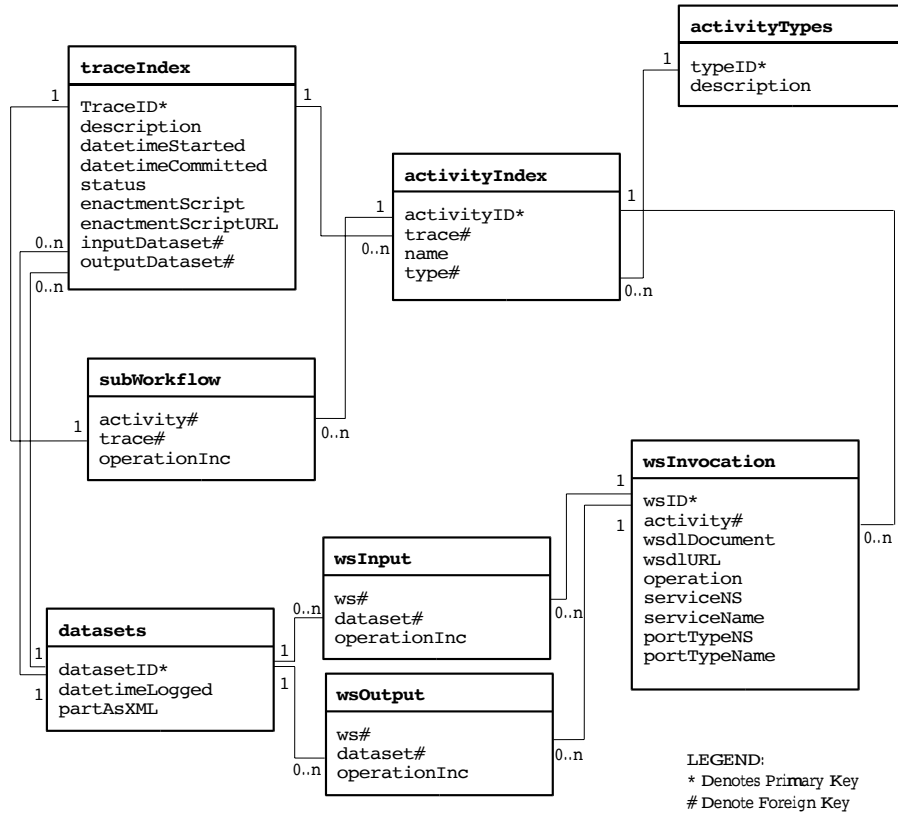 activityTypes
typeID*
description
1
traceIndex
TraceID*
description
datetimeStarted
datetimeCommitted
status
enactmentScript
enactmentScriptURL
inputDataset#
outputDataset#
1
1
0..n
0..n
activityIndex
activityID*
trace#
name
type#
1
0..n
1
0..n
subWorkflow
activity#
trace#
operationInc
1
0..n
wsInvocation
wsID*
activity#
wsdlDocument
wsdlURL
operation
serviceNS
serviceName
portTypeNS
portTypeName
1
1
0..n
wsInput
ws#
dataset#
operationInc
0..n
0..n
datasets
datasetID*
datetimeLogged
partAsXML
1
1
1
1
wsOutput
ws#
dataset#
operationInc
0..n
0..n
LEGEND:
* Denotes Primary Key
# Denote Foreign Key